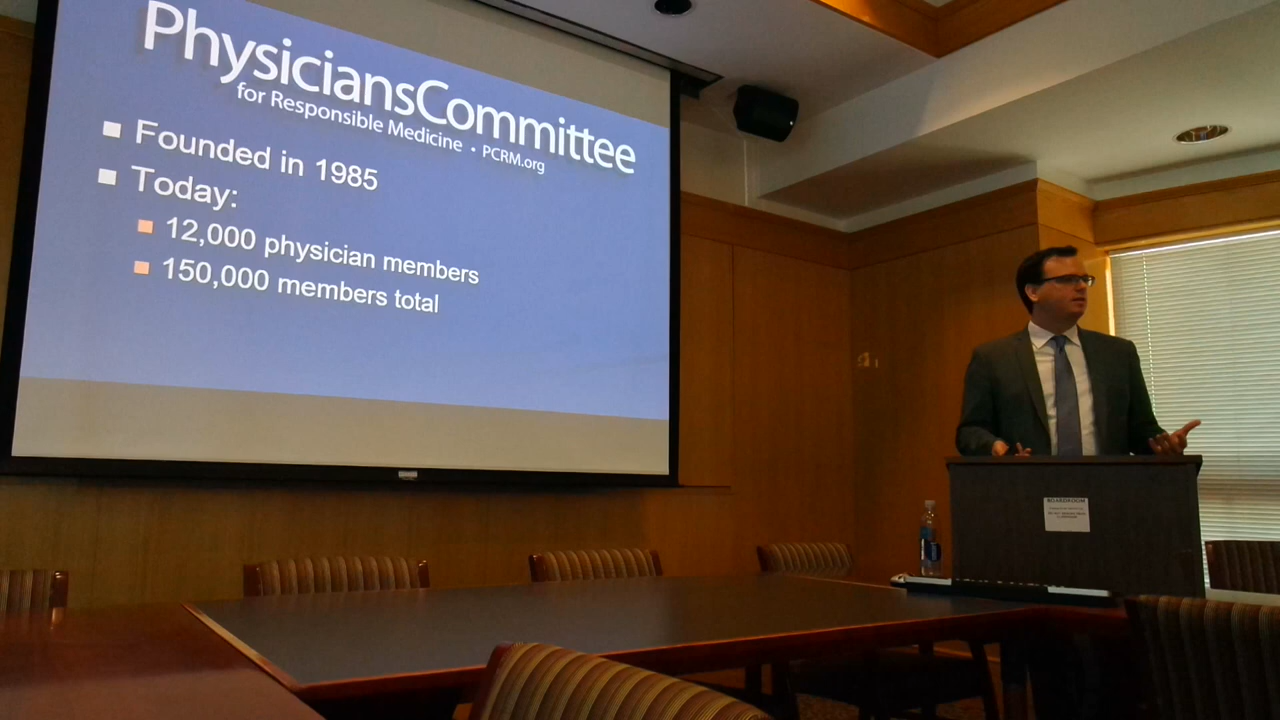 PhysiciansCommittee
for Responsible Medicine • PCRM.org
Founded in 1985
Today:
12,000 physician members
150,000 members total
BOARDROOM